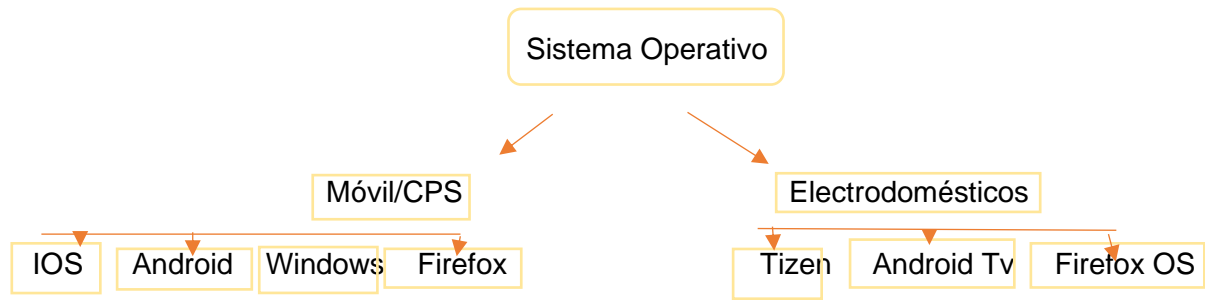 Sistema Operativo
Móvil/CPS
Electrodomésticos
IOS
Android
Windows
Firefox
Tizen
Android Tv
Firefox OS